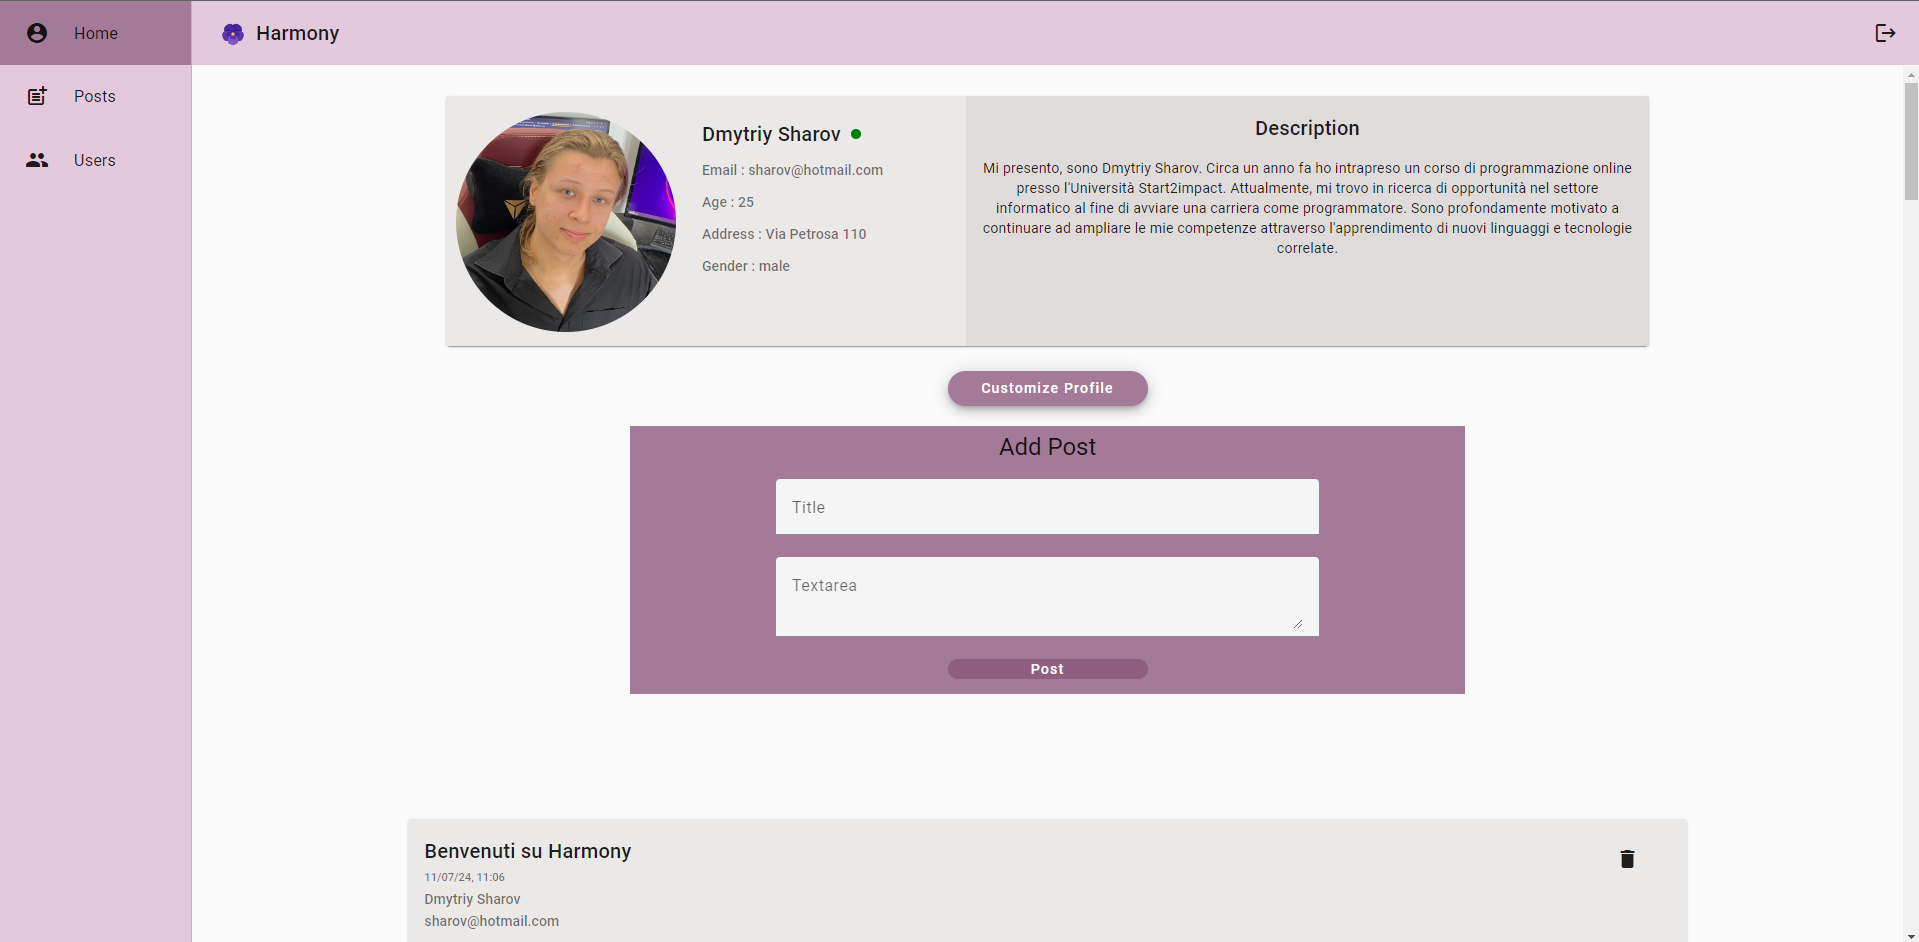 Home
Harmony
Posts
Users
Dmytriy Sharov
Email : sharov@hotmail.com
Age : 25
Address : Via Petrosa 110
Gender : male
Description
Mi presento, sono Dmytriy Sharov. Circa un anno fa ho intrapreso un corso di programmazione online
presso l'Università Start2impact. Attualmente, mi trovo in ricerca di opportunità nel settore
informatico al fine di avviare una carriera come programmatore. Sono profondamente motivato a
continuare ad ampliare le mie competenze attraverso l'apprendimento di nuovi linguaggi e tecnologie
correlate.
Customize Profile
Add Post
Title
Textarea
Post
Benvenuti su Harmony
11/07/24, 11:06
Dmytriy Sharov
sharov@hotmail.com